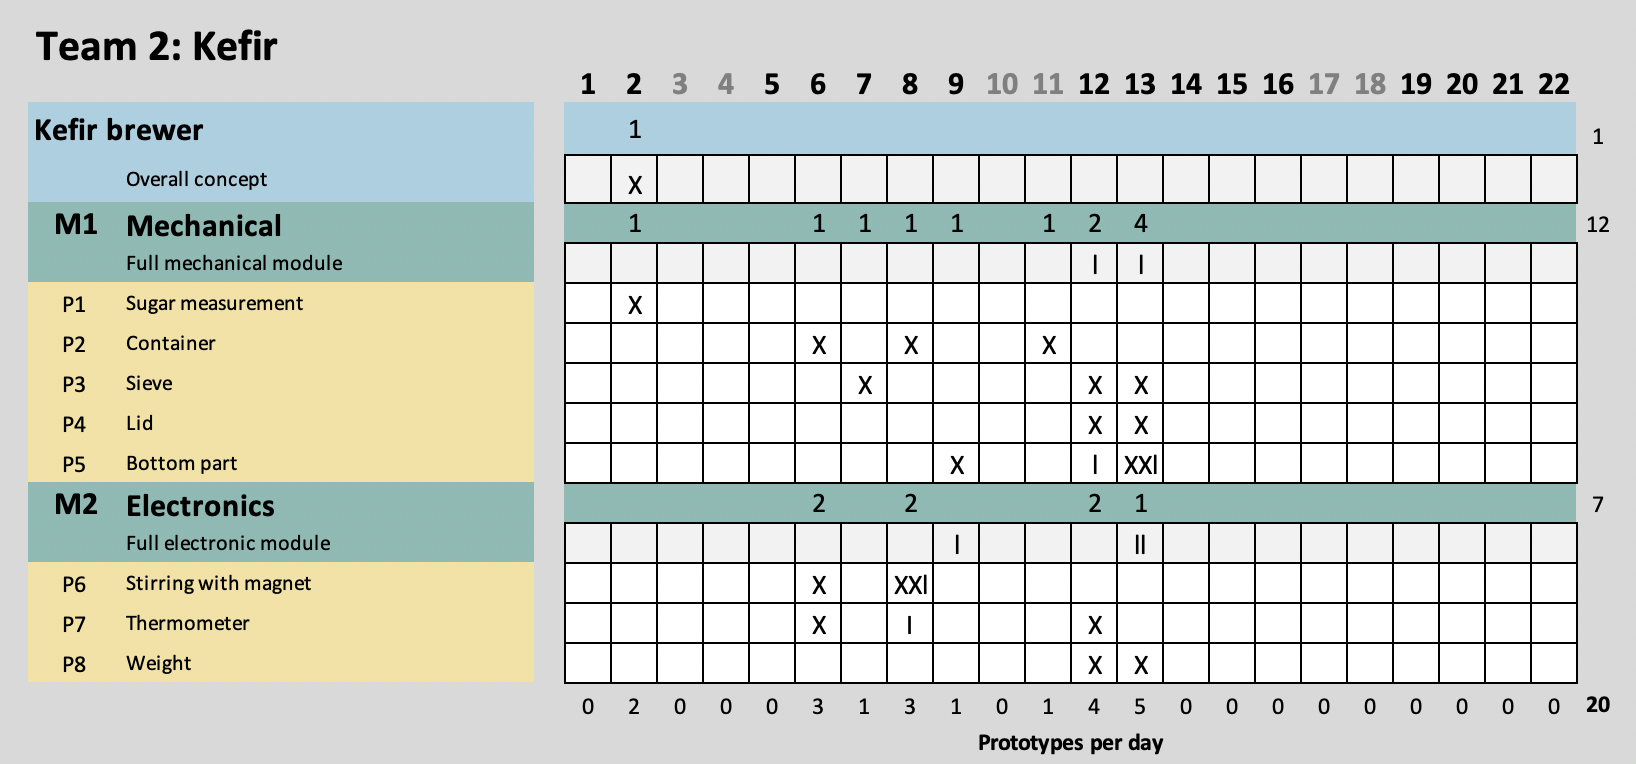 Team 2: Kefir
1 2 3 4 5 6 7 8 9 10 11 12 13 14 15 16 17 18 19 20 21 22
Kefir brewer 1 1
Overall concept X
M1 Mechanical 1 1 1 1 1 1 2 4 12
Full mechanical module I I
P1 Sugar measurement X
P2 Container X X X
P3 Sieve X X X
P4 Lid X X
P5 Bottom part X I XXI
M2 Electronics 2 2 2 1 7
Full electronic module I II
P6 Stirring with magnet X XXI
P7 Thermometer X I X
P8 Weight X X
0 2 0 0 0 3 1 3 1 0 1 4 5 0 0 0 0 0 0 0 0 0 20
Prototypes per day